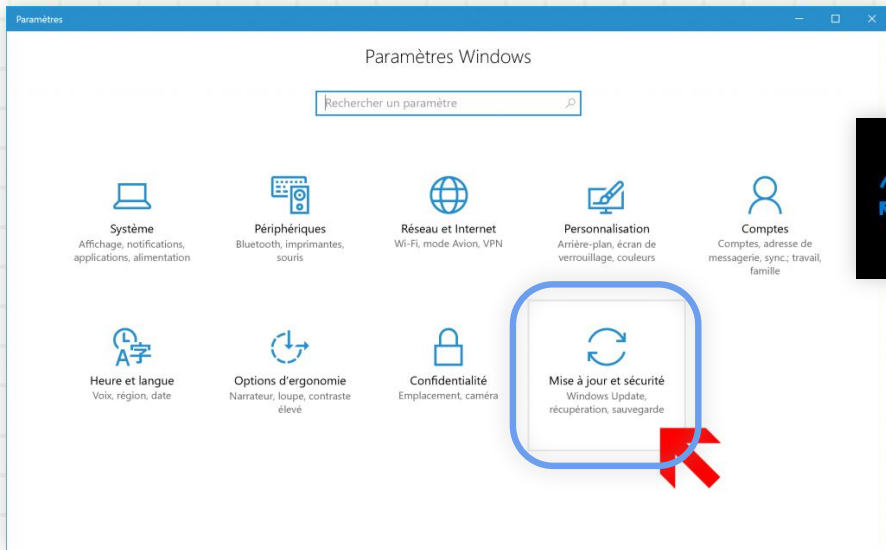 Paramètres
Paramètres Windows
Rechercher un paramètre
Système
Affichage, notifications,
applications, alimentation
Périphériques
Bluetooth, imprimantes,
souris
Réseau et Internet
Wi-Fi, mode Avion, VPN
Personnalisation
Arrière-plan, écran de
verrouillage, couleurs
Comptes
Comptes, adresse de
messagerie, sync.; travail,
famille
Heure et langue
Voix, région, date
Options d'ergonomie
Narrateur, loupe, contraste
élevé
Confidentialité
Emplacement, caméra
Mise à jour et sécurité
Windows Update,
récupération, sauvegarde